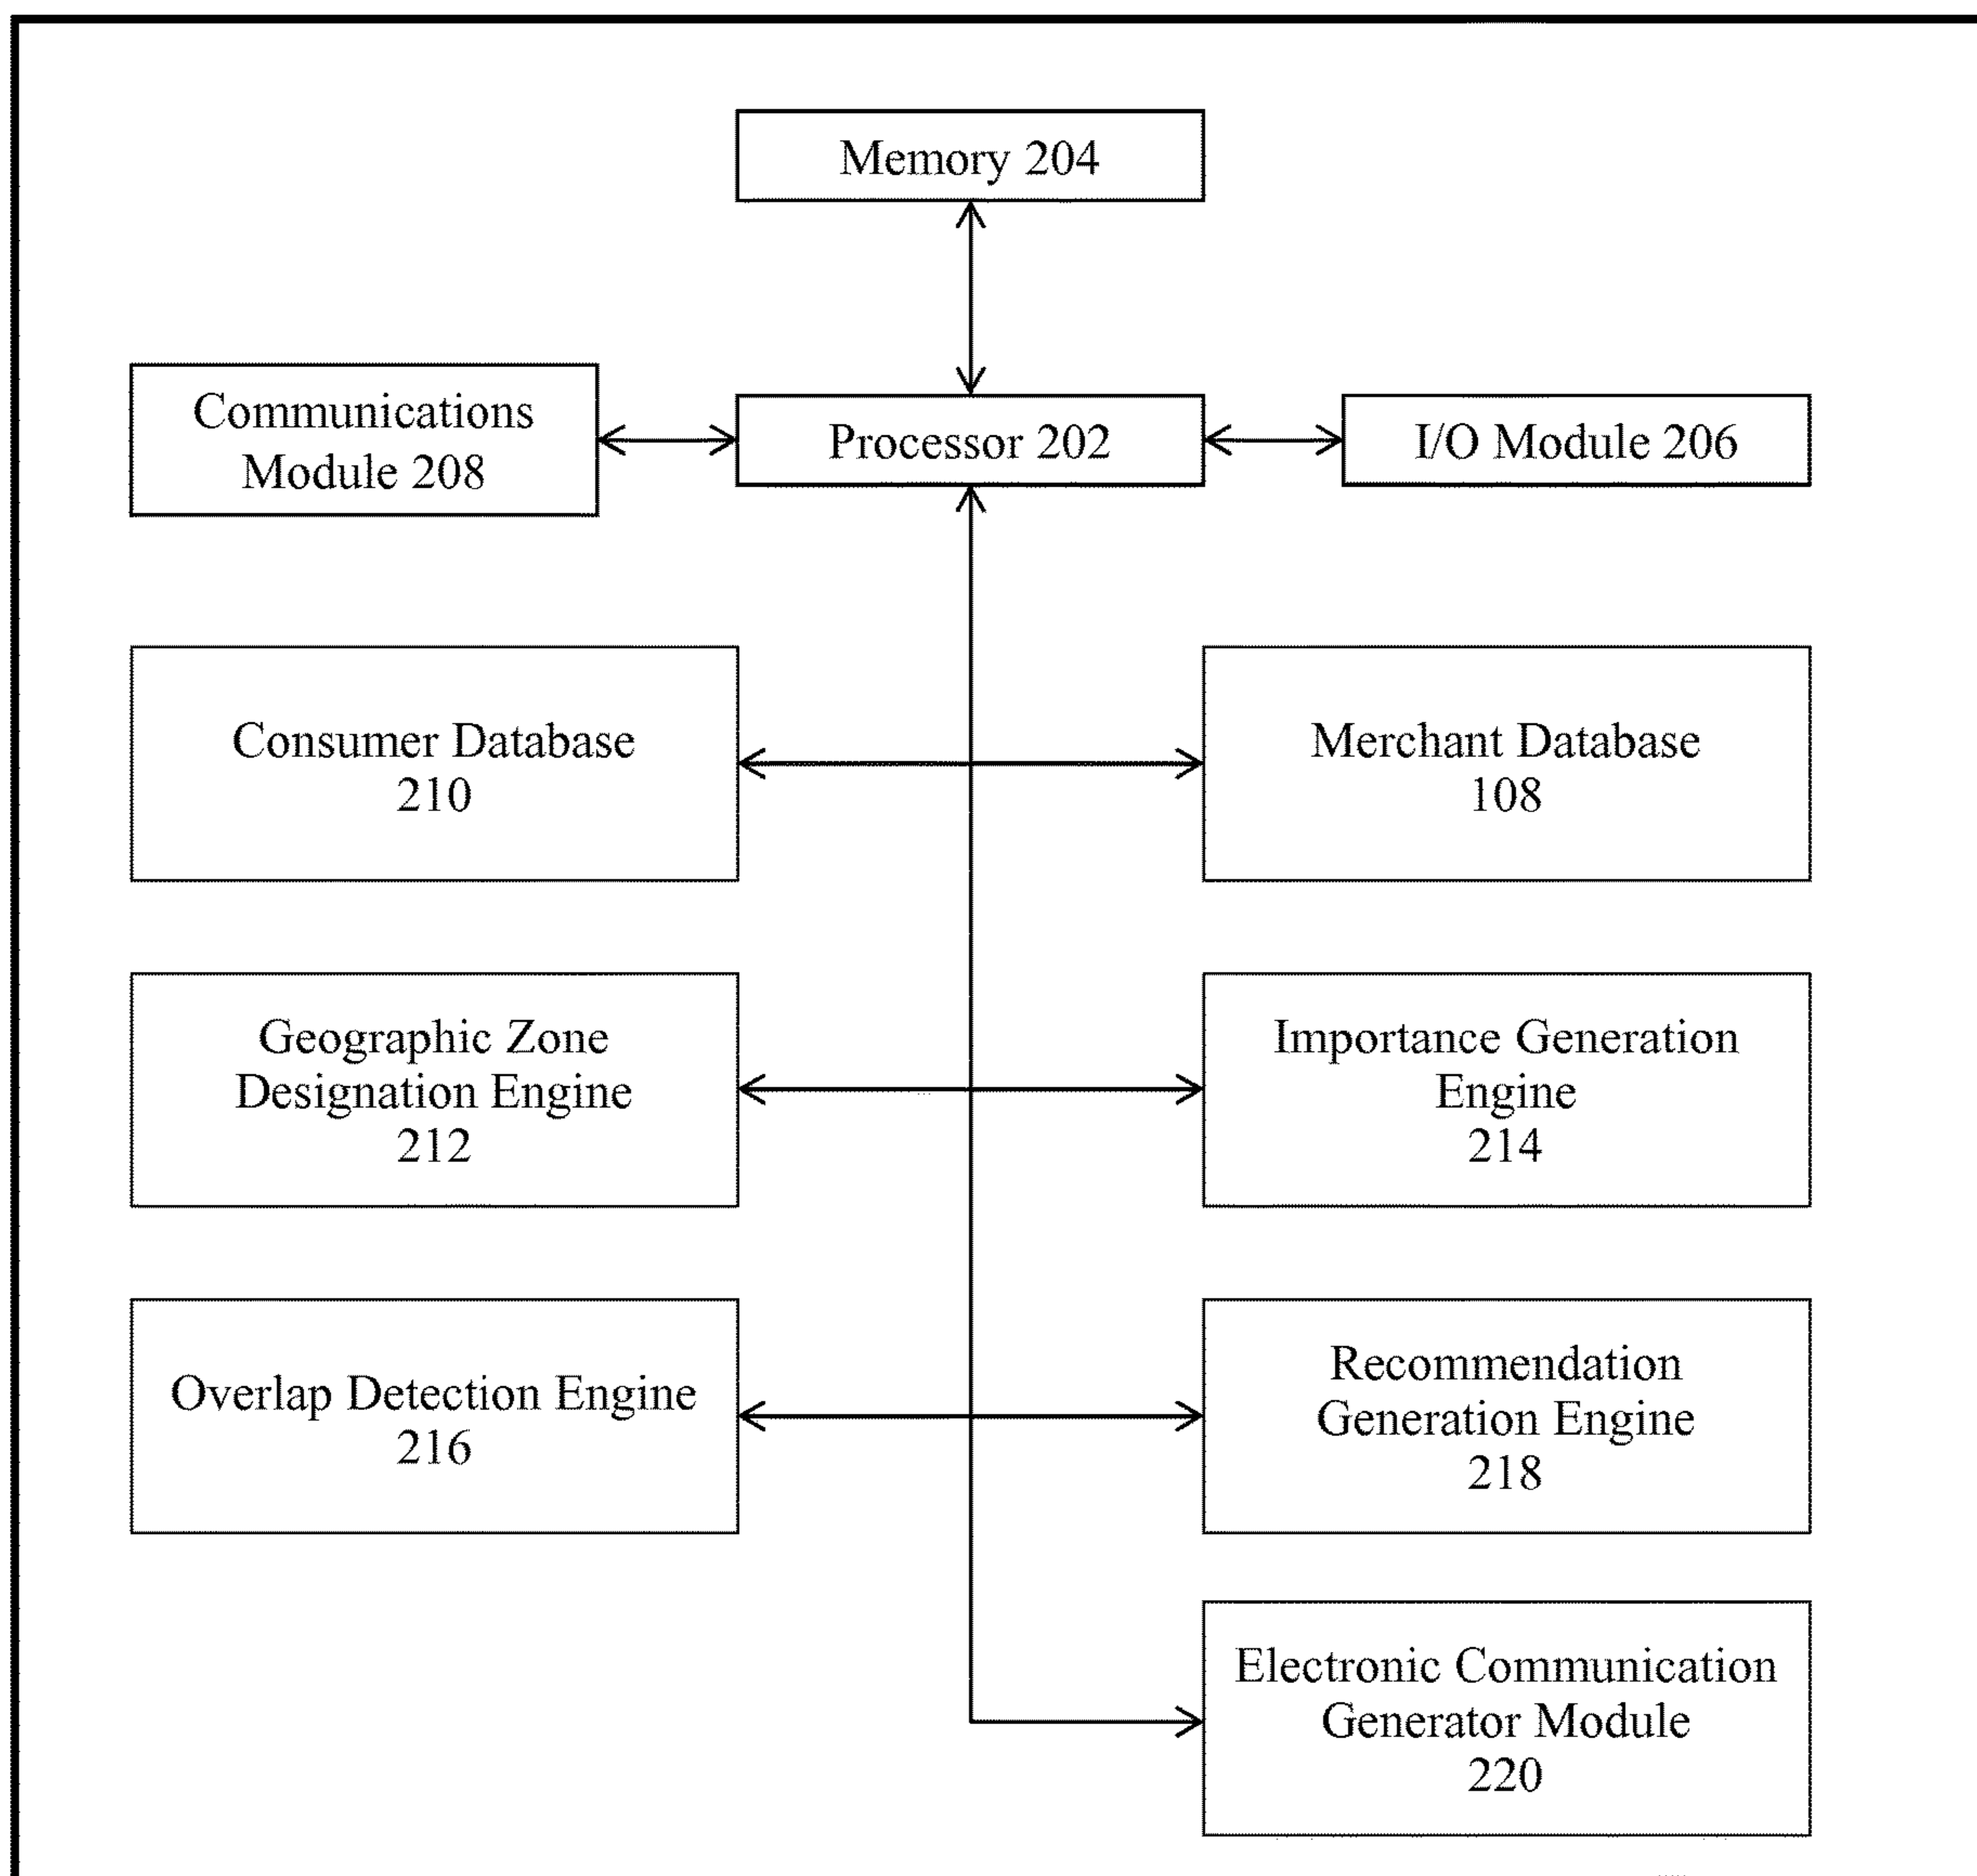 Memory 204
Communications
Module 208
Processor 202
I/O Module 206
Consumer Database
210
Merchant Database
108
Geographic Zone
Designation Engine
212
Importance Generation
Engine
214
Overlap Detection Engine
216
Recommendation
Generation Engine
218
Electronic Communication
Generator Module
220